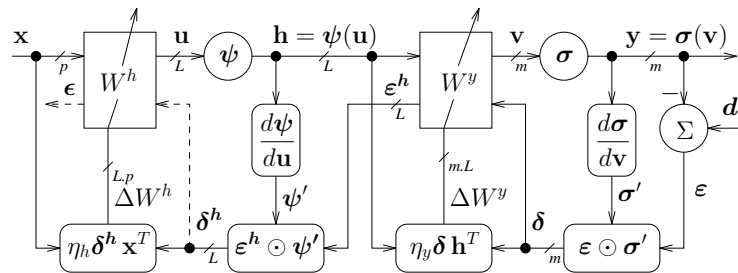 x u h = ψ(u) v y = σ(v)
p W^h L ψ L W^y m σ m
ϵ ε^h −
L d
dψ/du dσ/dv Σ
L.p m.L
ΔW^h ψ′ ΔW^y σ′ ε
δ^h δ
η_h δ^h x^T L ε^h ⊙ ψ′ η_y δ h^T m ε ⊙ σ′